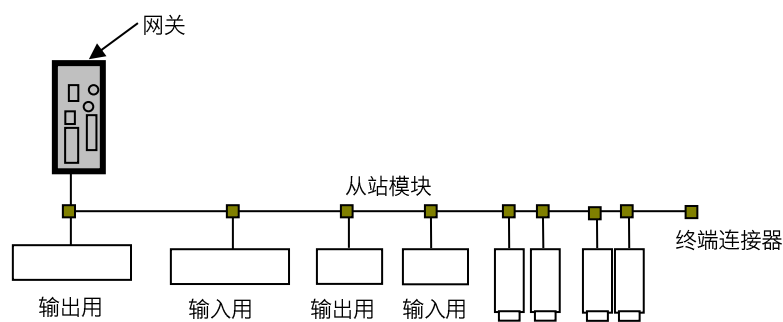 网关
从站模块
终端连接器
输出用
输入用
输出用
输入用